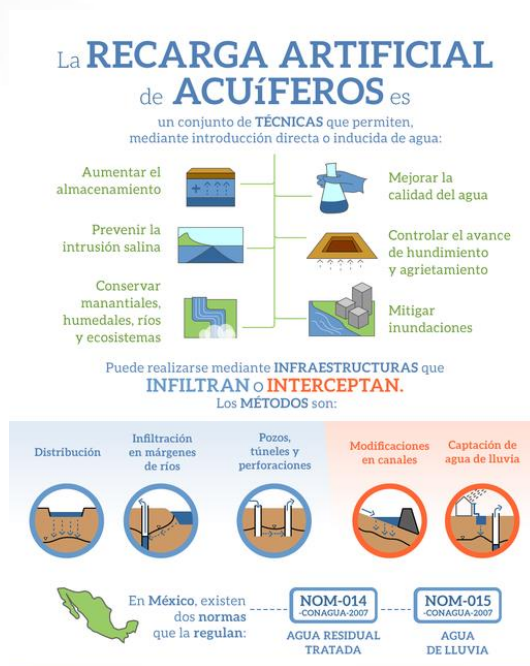 La RECARGA ARTIFICIAL
de ACUíFEROS es
un conjunto de TÉCNICAS que permiten,
mediante introducción directa o inducida de agua:
Aumentar el
almacenamiento
Mejorar la
calidad del agua
Prevenir la
intrusión salina
Controlar el avance
de hundimiento
y agrietamiento
Conservar
manantiales,
humedales, ríos
y ecosistemas
Mitigar
inundaciones
Puede realizarse mediante INFRAESTRUCTURAS que
INFILTRAN o INTERCEPTAN.
Los MÉTODOS son:
Distribución
Infiltración
en márgenes
de ríos
Pozos,
túneles y
perforaciones
Modificaciones
en canales
Captación de
agua de lluvia
En México, existen
dos normas
que la regulan:
NOM-014
-CONAGUA-2007
AGUA RESIDUAL
TRATADA
NOM-015
-CONAGUA-2007
AGUA
DE LLUVIA